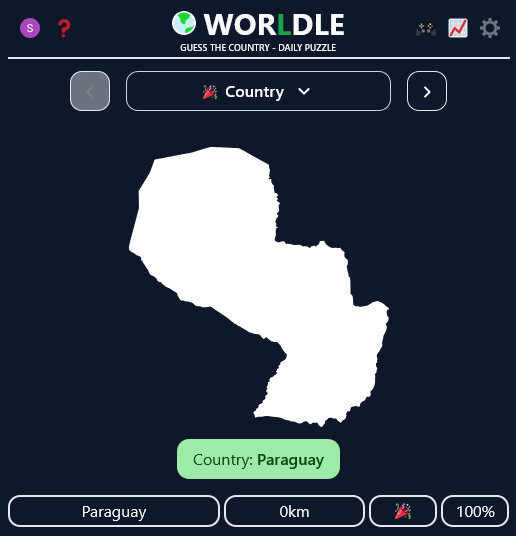 S
WORLDLE
GUESS THE COUNTRY - DAILY PUZZLE
Country
Country: Paraguay
Paraguay 0km 100%